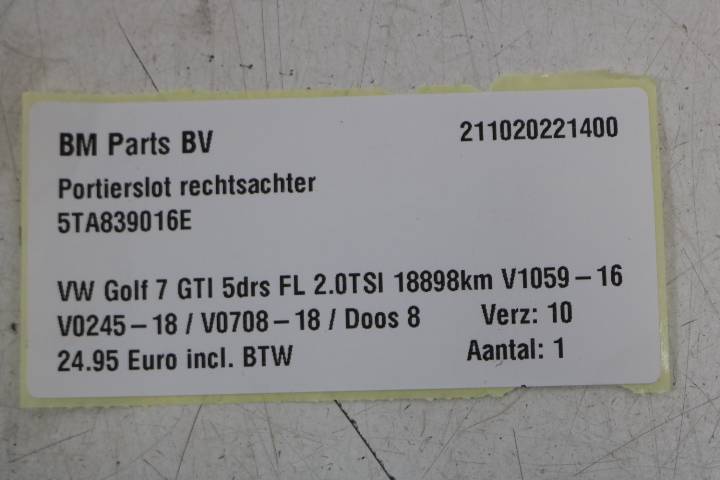 BM Parts BV 211020221400
Portierslot rechtsachter
5TA839016E
VW Golf 7 GTI 5drs FL 2.0TSI 18898km V1059-16
V0245-18 / V0708-18 / Doos 8 Verz: 10
24.95 Euro incl. BTW Aantal: 1